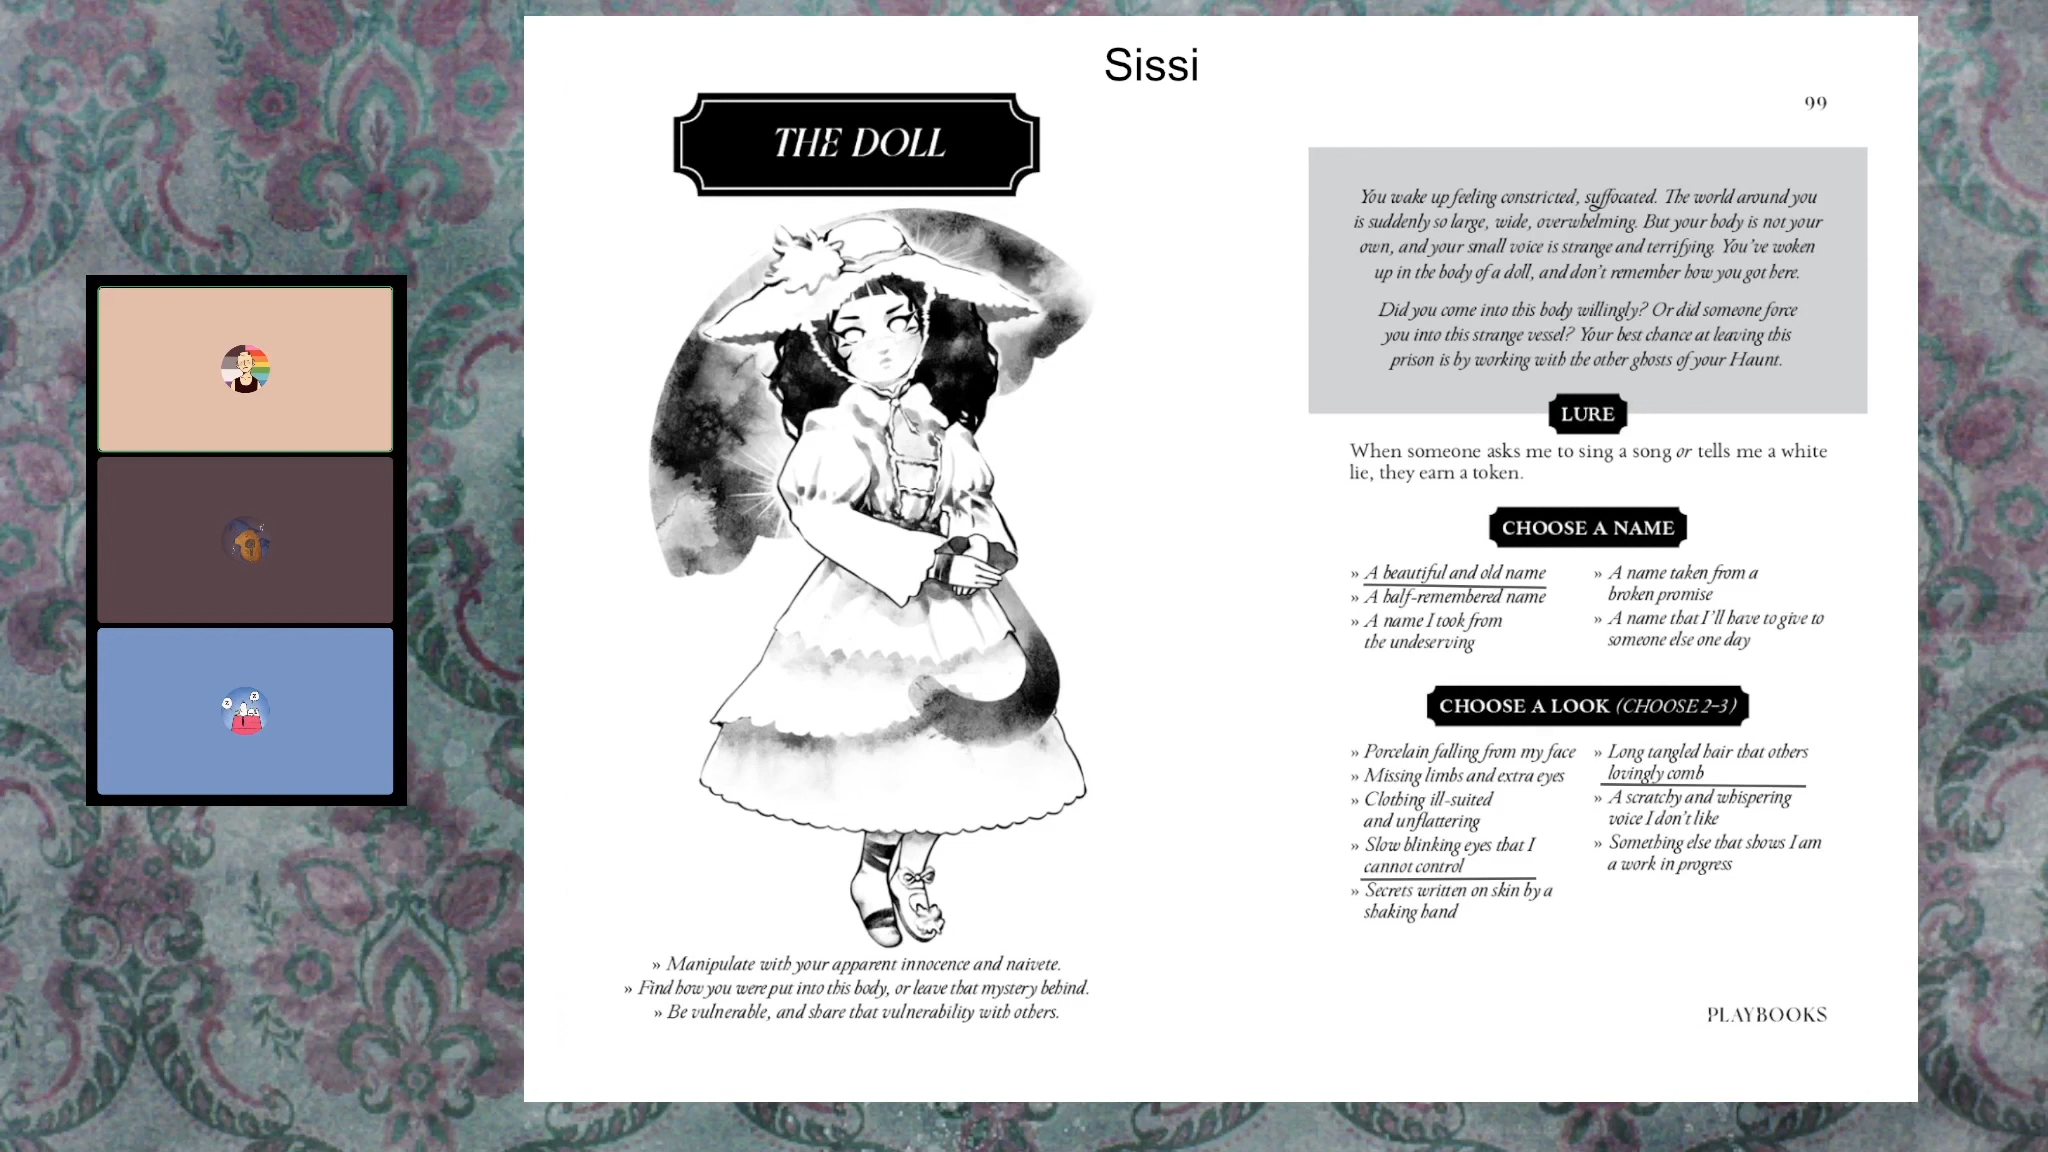 Sissi
THE DOLL
» Manipulate with your apparent innocence and naivete.
» Find how you were put into this body, or leave that mystery behind.
» Be vulnerable, and share that vulnerability with others.
99
You wake up feeling constricted, suffocated. The world around you
is suddenly so large, wide, overwhelming. But your body is not your
own, and your small voice is strange and terrifying. You've woken
up in the body of a doll, and don't remember how you got here.
Did you come into this body willingly? Or did someone force
you into this strange vessel? Your best chance at leaving this
prison is by working with the other ghosts of your Haunt.
LURE
When someone asks me to sing a song or tells me a white
lie, they earn a token.
CHOOSE A NAME
» A beautiful and old name
» A half-remembered name
» A name I took from
the undeserving
» A name taken from a
broken promise
» A name that I'll have to give to
someone else one day
CHOOSE A LOOK (CHOOSE 2-3)
» Porcelain falling from my face
» Missing limbs and extra eyes
» Clothing ill-suited
and unflattering
» Slow blinking eyes that I
cannot control
» Secrets written on skin by a
shaking hand
» Long tangled hair that others
lovingly comb
» A scratchy and whispering
voice I don't like
» Something else that shows I am
a work in progress
PLAYBOOKS